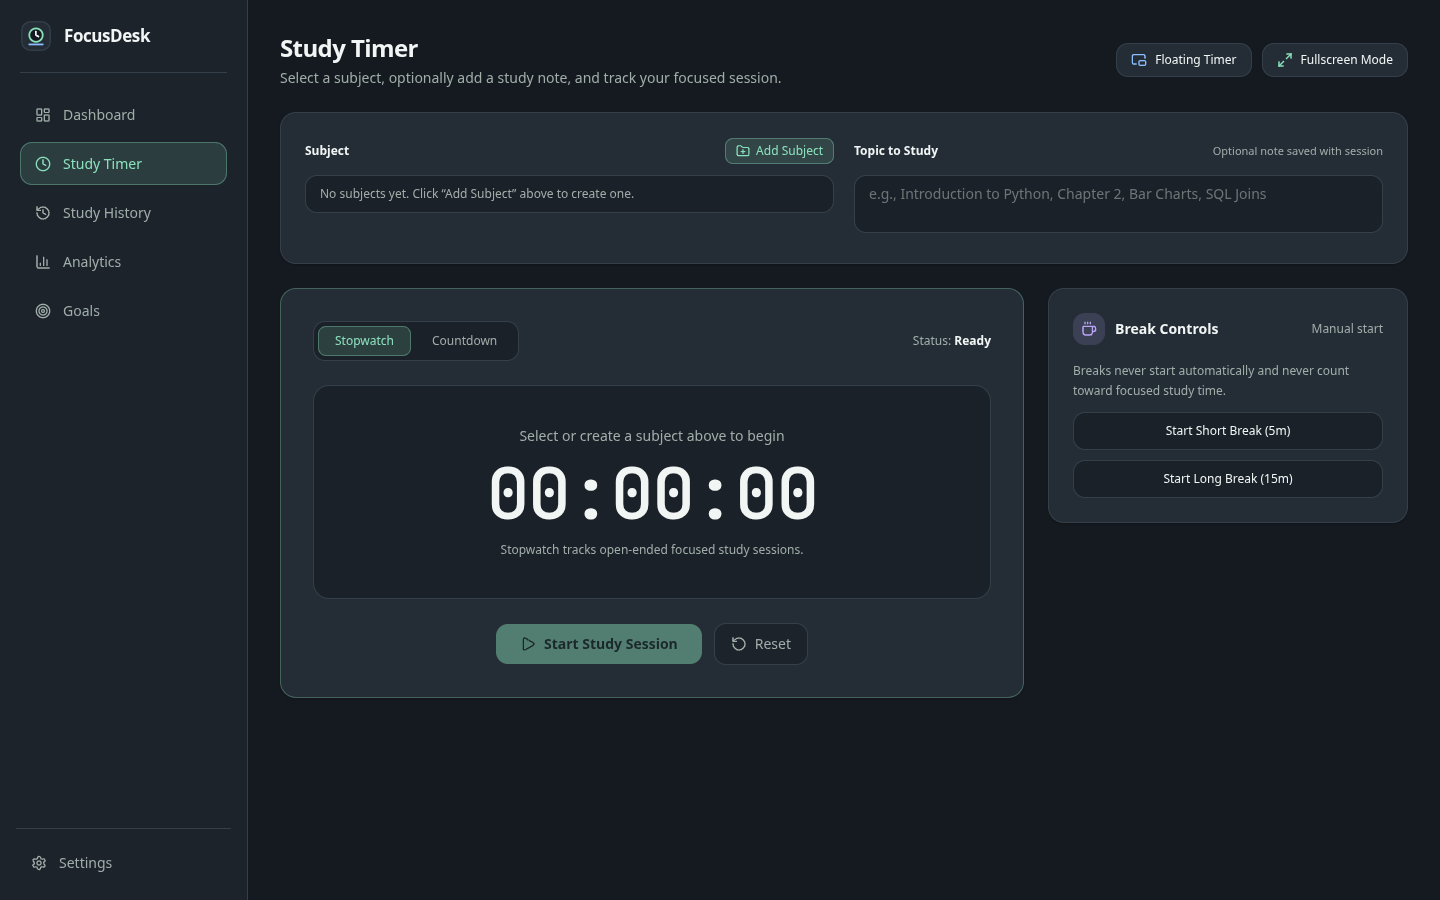 FocusDesk
Dashboard
Study Timer
Study History
Analytics
Goals
Settings
Study Timer
Select a subject, optionally add a study note, and track your focused session.
Floating Timer
Fullscreen Mode
Subject
Add Subject
No subjects yet. Click “Add Subject” above to create one.
Topic to Study
Optional note saved with session
e.g., Introduction to Python, Chapter 2, Bar Charts, SQL Joins
Stopwatch
Countdown
Status: Ready
Select or create a subject above to begin
00:00:00
Stopwatch tracks open-ended focused study sessions.
Start Study Session
Reset
Break Controls
Manual start
Breaks never start automatically and never count
toward focused study time.
Start Short Break (5m)
Start Long Break (15m)